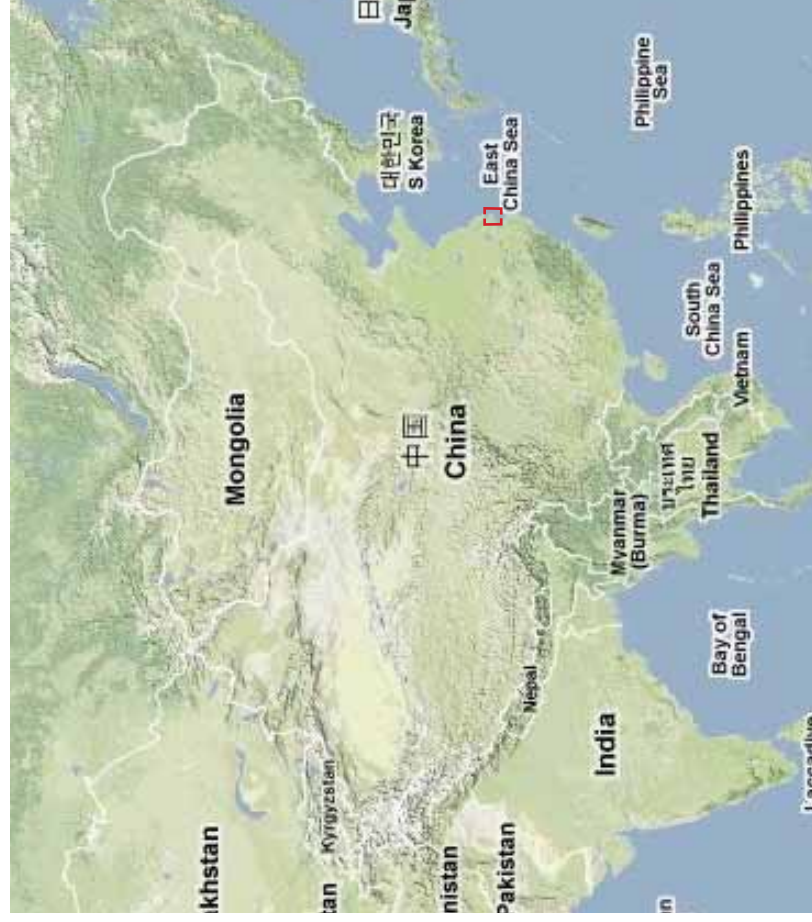 akhstan
Mongolia
tan
Kyrgyzstan
日
Jap
대한민국
S Korea
中国
China
nistan
Pakistan
East
China Sea
Nepal
India
Myanmar
(Burma)
Philippine
Sea
ประเทศ
ไทย
Thailand
South
China Sea
Bay of
Bengal
Vietnam
Philippines